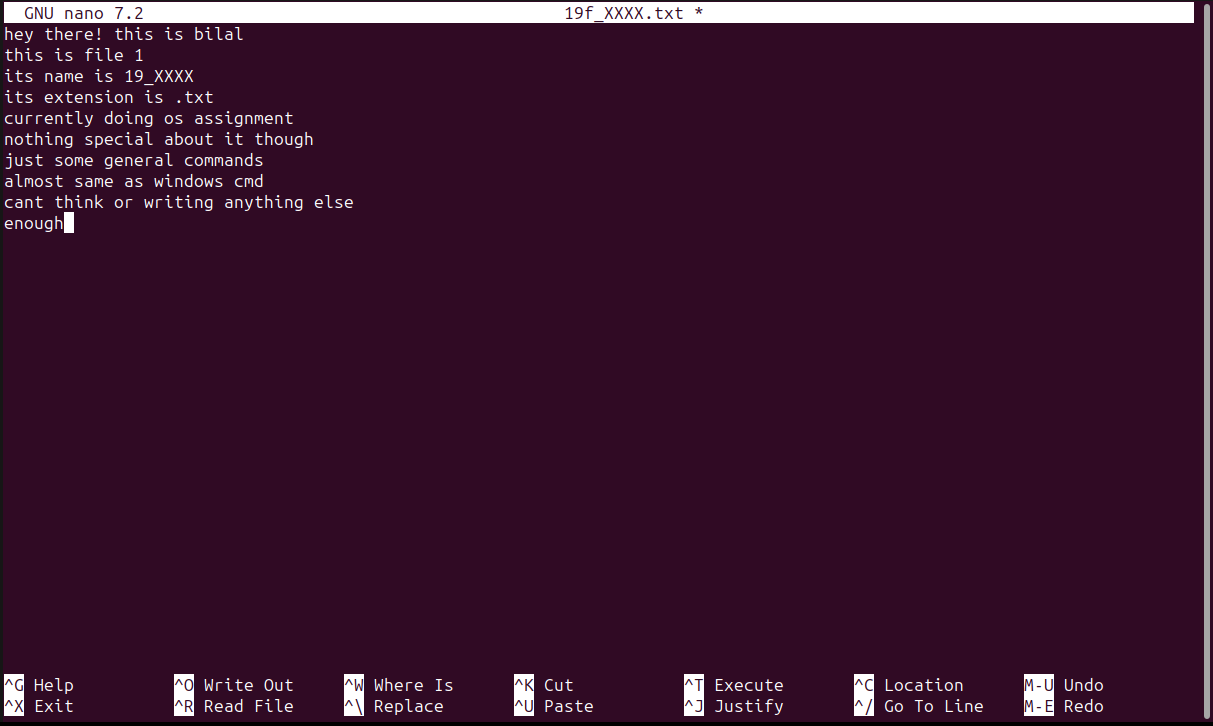 GNU nano 7.2 19f_XXXX.txt *
hey there! this is bilal
this is file 1
its name is 19_XXXX
its extension is .txt
currently doing os assignment
nothing special about it though
just some general commands
almost same as windows cmd
cant think or writing anything else
enough
^G Help ^O Write Out ^W Where Is ^K Cut ^T Execute ^C Location M-U Undo
^X Exit ^R Read File ^\ Replace ^U Paste ^J Justify ^/ Go To Line M-E Redo